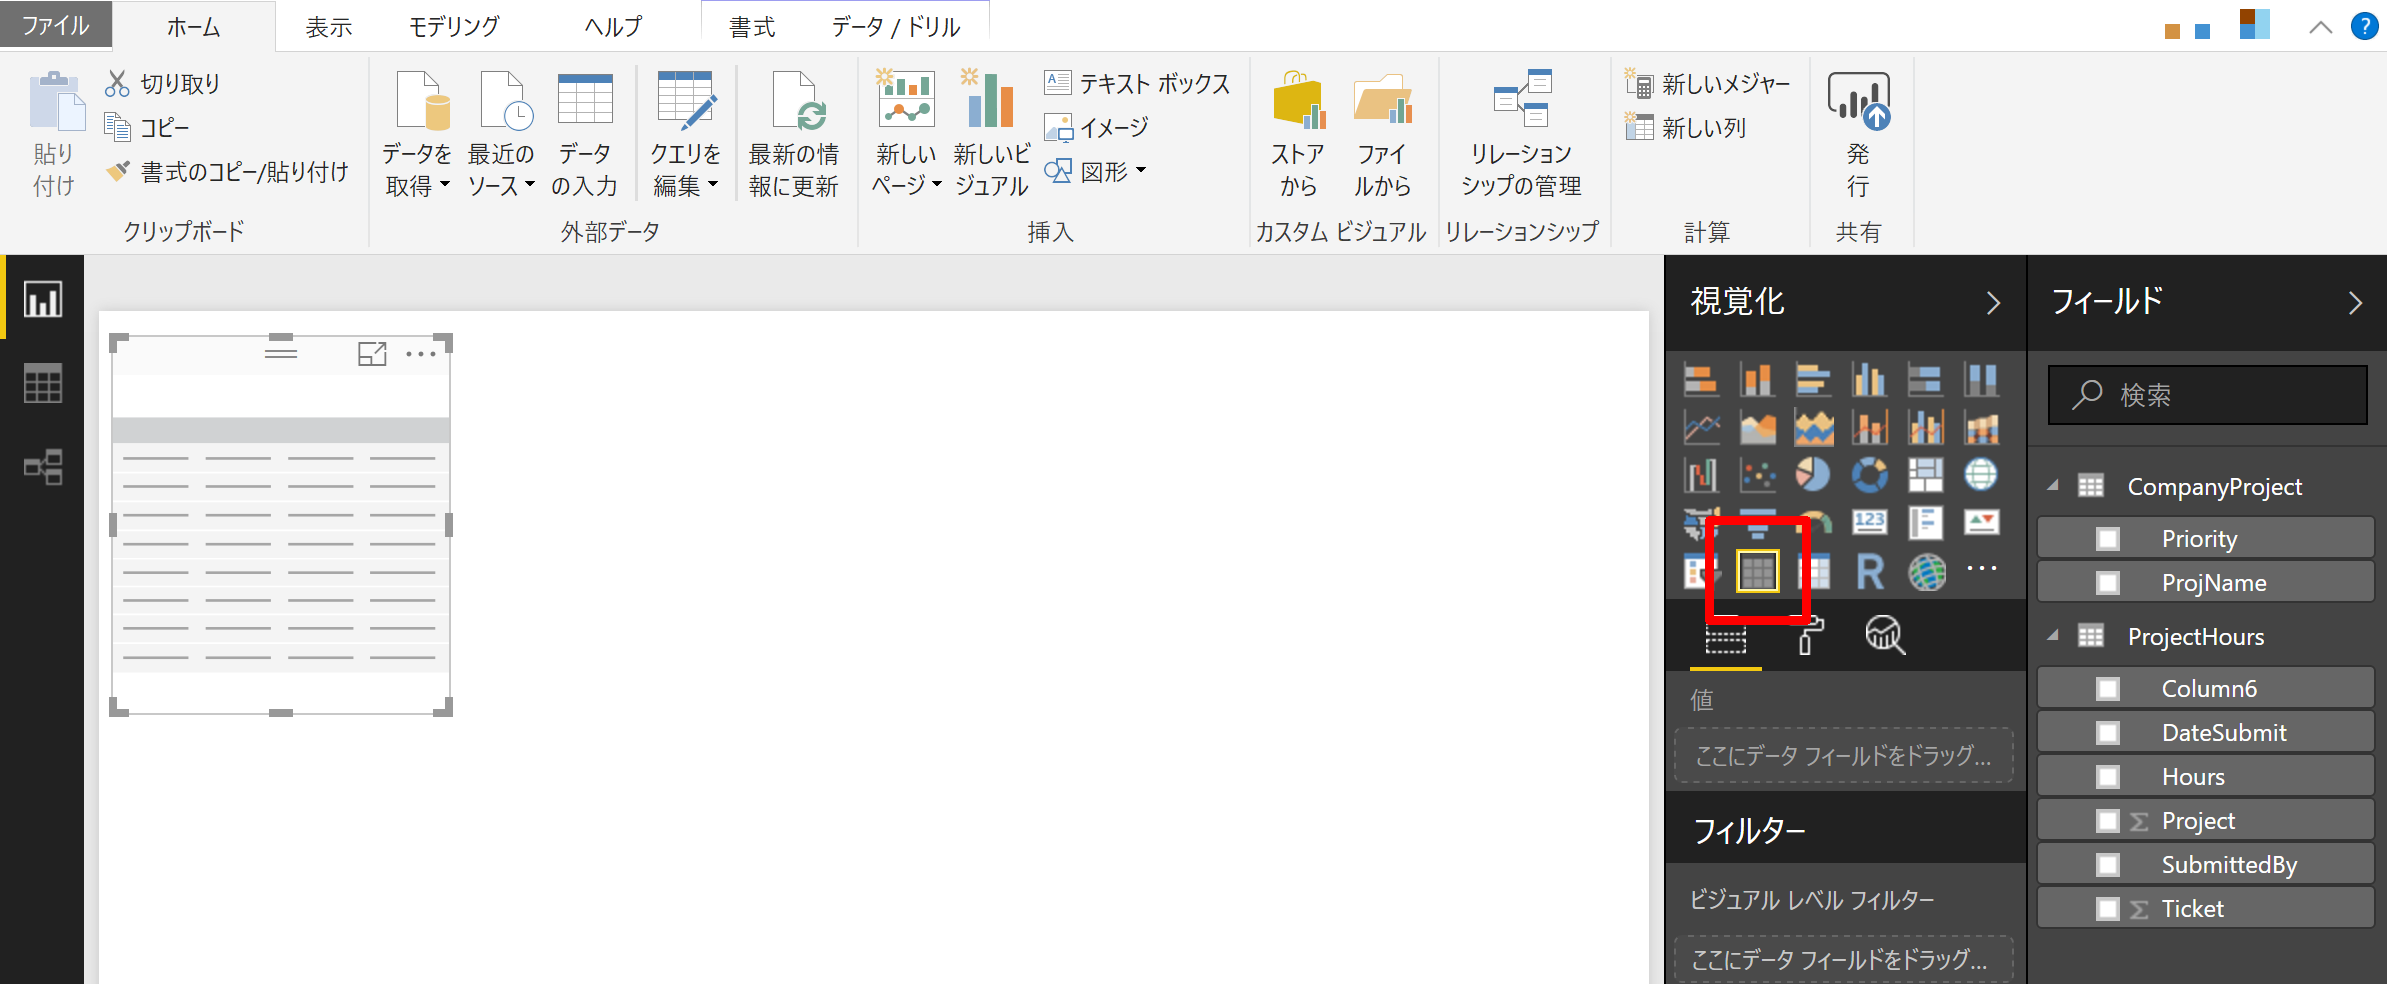 ファイル
ホーム
表示
モデリング
ヘルプ
書式
データ / ドリル
?
貼り
付け
切り取り
コピー
書式のコピー/貼り付け
クリップボード
データを
取得
最近の
ソース
データ
の入力
クエリを
編集
最新の情
報に更新
外部データ
新しい
ページ
新しいビ
ジュアル
A
テキスト ボックス
イメージ
図形
挿入
ストア
から
ファイ
ルから
カスタム ビジュアル
リレーション
シップの管理
リレーションシップ
新しいメジャー
新しい列
計算
発
行
共有
視覚化
123
R
値
ここにデータ フィールドをドラッグ...
フィルター
ビジュアル レベル フィルター
ここにデータ フィールドをドラッグ...
フィールド
検索
CompanyProject
Priority
ProjName
ProjectHours
Column6
DateSubmit
Hours
Σ Project
SubmittedBy
Σ Ticket